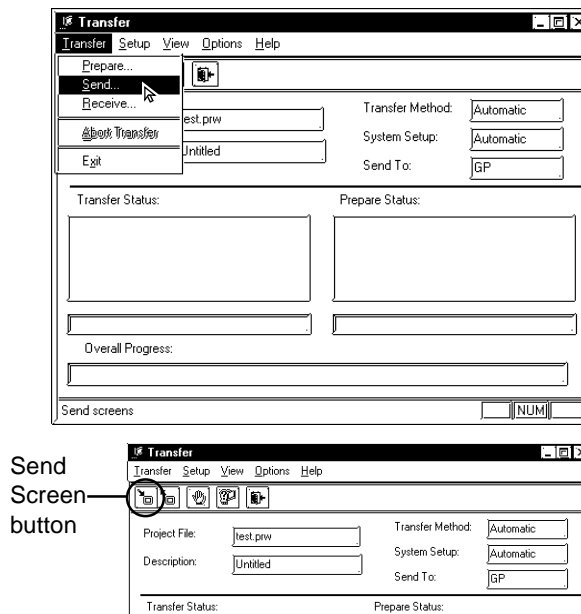 Transfer
Transfer Setup View Options Help
Prepare...
Send...
Receive...
Abort Transfer
Exit
est.prw
Untitled
Transfer Method: Automatic
System Setup: Automatic
Send To: GP
Transfer Status: Prepare Status:
Overall Progress:
Send screens NUM
Send
Screen
button
Transfer
Transfer Setup View Options Help
Project File: test.prw
Description: Untitled
Transfer Method: Automatic
System Setup: Automatic
Send To: GP
Transfer Status: Prepare Status: